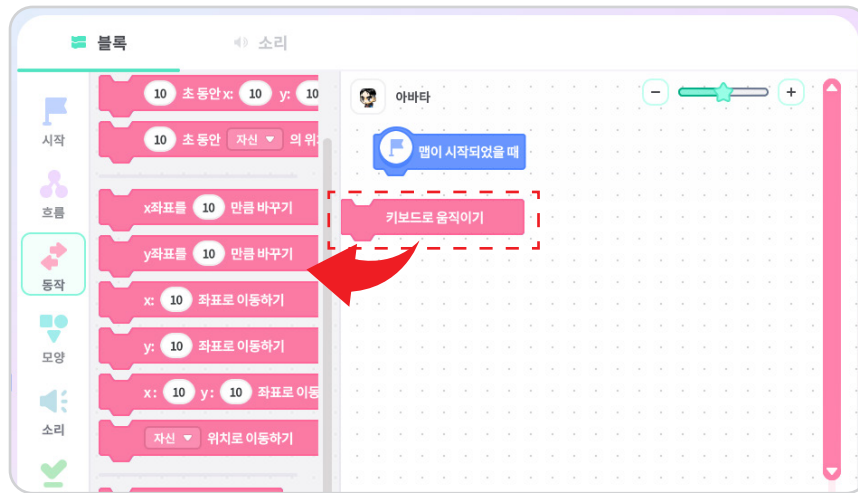 블록
소리
시작
흐름
동작
모양
소리
10 초 동안 x: 10 y: 10
10 초 동안 자신 의 위
x좌표를 10 만큼 바꾸기
y좌표를 10 만큼 바꾸기
x: 10 좌표로 이동하기
y: 10 좌표로 이동하기
x: 10 y: 10 좌표로 이동
자신 위치로 이동하기
아바타
맵이 시작되었을 때
키보드로 움직이기